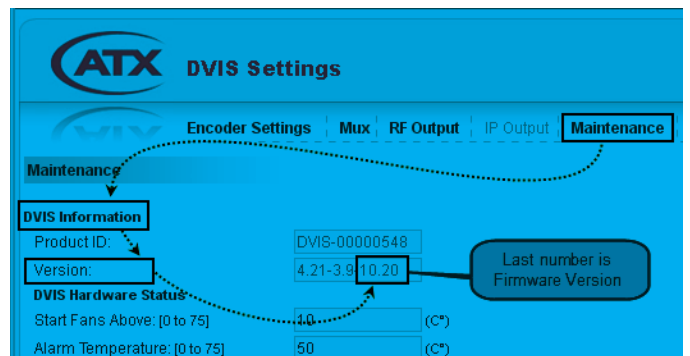 ATX DVIS Settings
Encoder Settings Mux RF Output IP Output Maintenance
Maintenance
DVIS Information
Product ID: DVIS-00000548
Version: 4.21-3.9-10.20
Last number is
Firmware Version
DVIS Hardware Status
Start Fans Above: [0 to 75] 10 (C°)
Alarm Temperature: [0 to 75] 50 (C°)